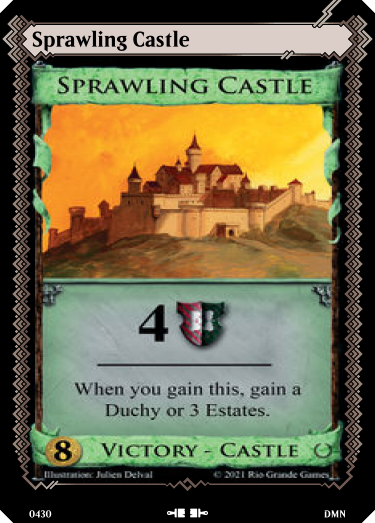 Sprawling Castle
SPRAWLING CASTLE
4
When you gain this, gain a
Duchy or 3 Estates.
8 VICTORY - CASTLE
Illustration: Julien Delval © 2021 Rio Grande Games
0430 DMN